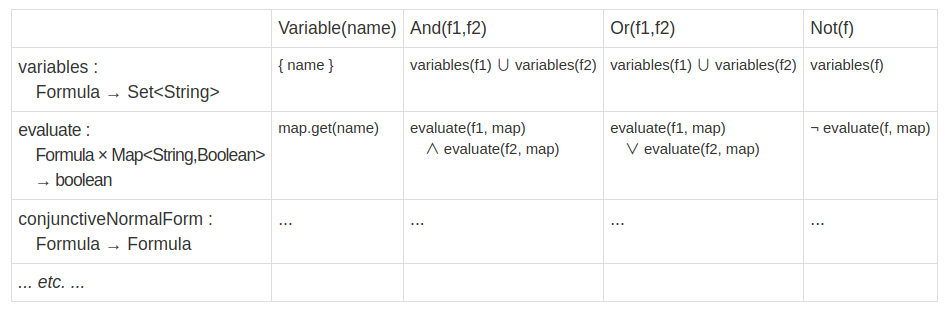 Variable(name) And(f1,f2) Or(f1,f2) Not(f)
variables : { name } variables(f1) ∪ variables(f2) variables(f1) ∪ variables(f2) variables(f)
Formula → Set<String>
evaluate : map.get(name) evaluate(f1, map) evaluate(f1, map) ¬ evaluate(f, map)
Formula × Map<String,Boolean> ∧ evaluate(f2, map) ∨ evaluate(f2, map)
→ boolean
conjunctiveNormalForm : ... ... ... ...
Formula → Formula
... etc. ...